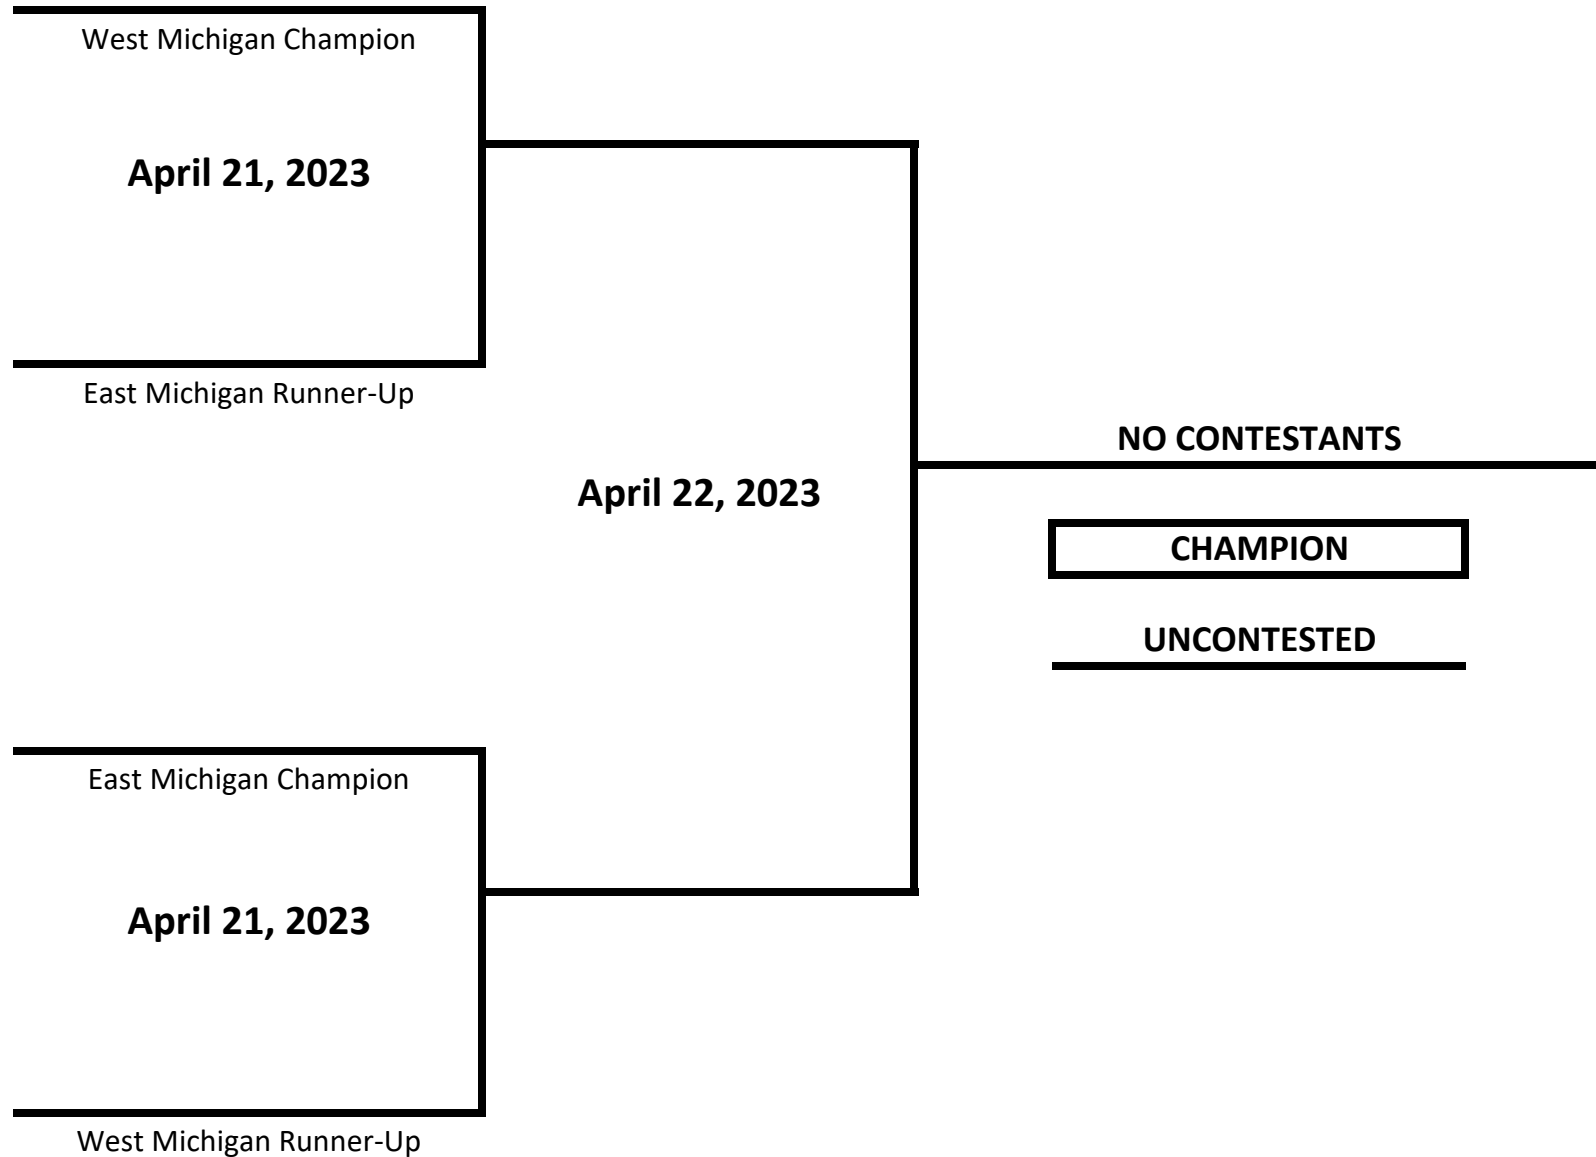 West Michigan Champion
April 21, 2023
East Michigan Runner-Up
April 22, 2023
NO CONTESTANTS
CHAMPION
UNCONTESTED
East Michigan Champion
April 21, 2023
West Michigan Runner-Up